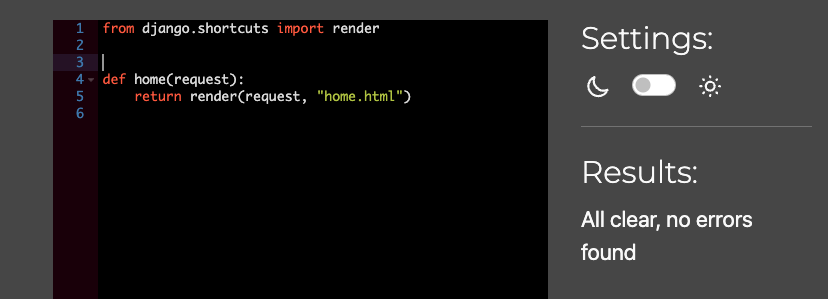 1 from django.shortcuts import render
2
3
4 def home(request):
5     return render(request, "home.html")
6
Settings:
Results:
All clear, no errors
found